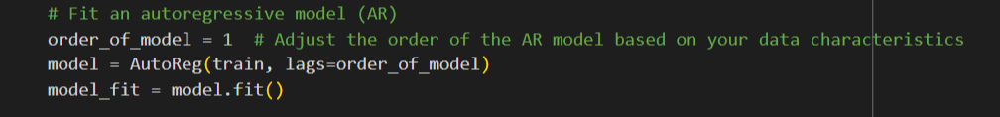 # Fit an autoregressive model (AR)
order_of_model = 1  # Adjust the order of the AR model based on your data characteristics
model = AutoReg(train, lags=order_of_model)
model_fit = model.fit()